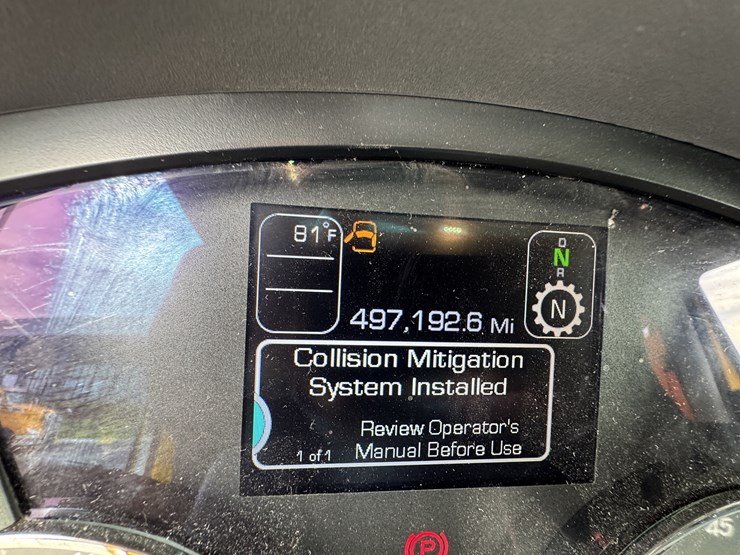 81°F
D
N
R
N
497,192.6 Mi
Collision Mitigation
System Installed
Review Operator's
1 of 1 Manual Before Use
P
45